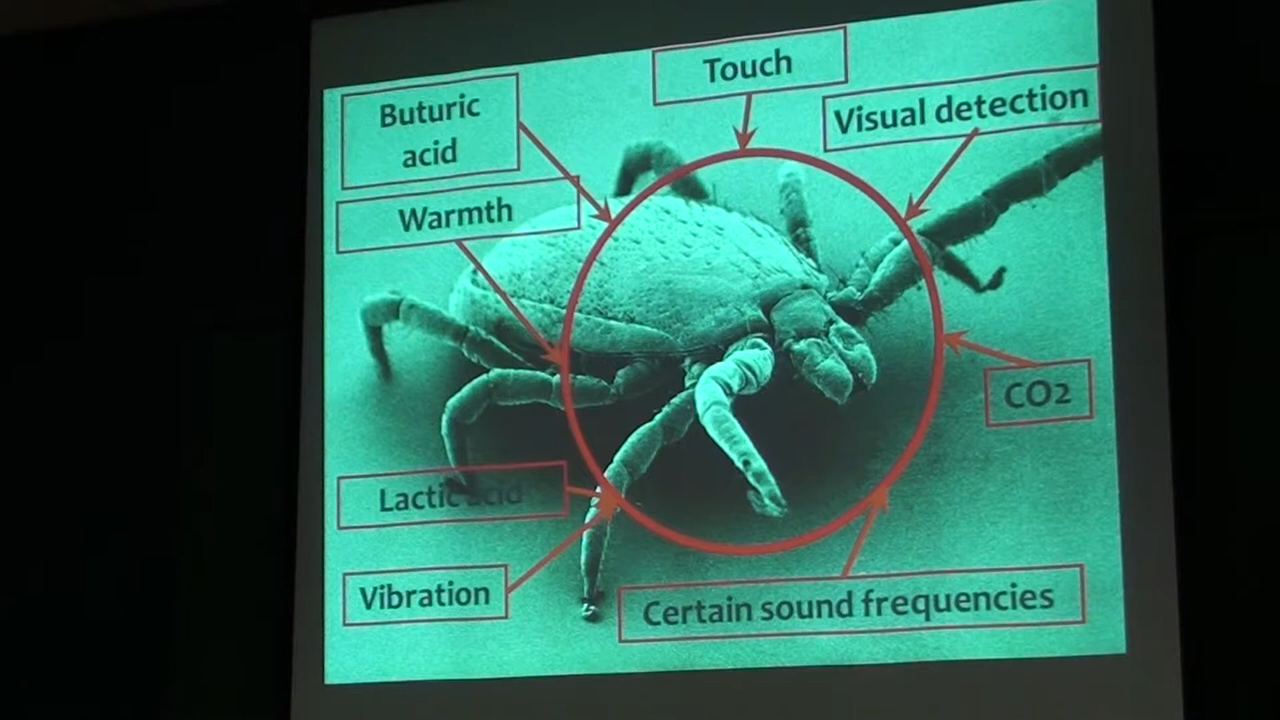 Touch
Buturic
acid
Visual detection
Warmth
CO2
Lactic acid
Vibration
Certain sound frequencies